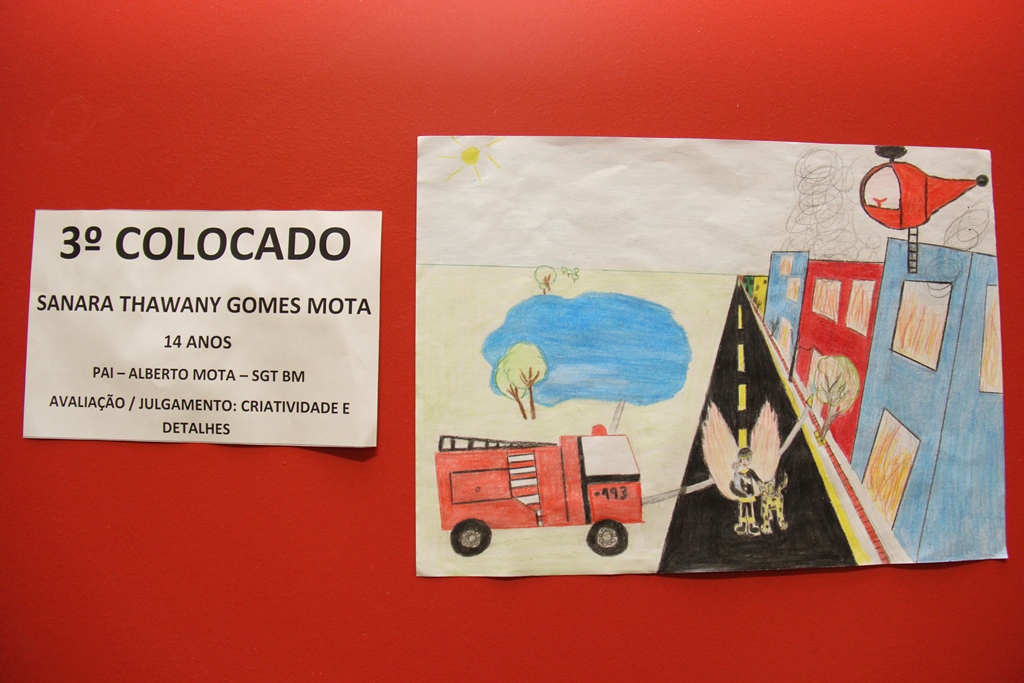 3º COLOCADO
SANARA THAWANY GOMES MOTA
14 ANOS
PAI – ALBERTO MOTA – SGT BM
AVALIAÇÃO / JULGAMENTO: CRIATIVIDADE E
DETALHES
193